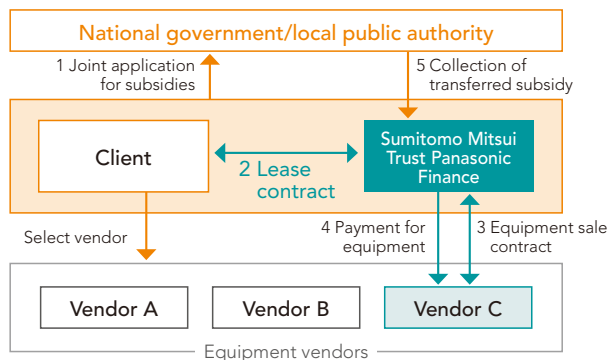 National government/local public authority
1 Joint application
for subsidies
5 Collection of
transferred subsidy
Client
2 Lease
contract
Sumitomo Mitsui
Trust Panasonic
Finance
Select vendor
4 Payment for
equipment
3 Equipment sale
contract
Vendor A
Vendor B
Vendor C
Equipment vendors